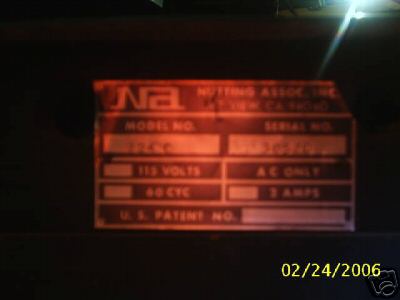 Na NUTTING ASSOC. INC.
MODEL NO. SERIAL NO.
115 VOLTS A C ONLY
60 CYC 2 AMPS
U. S. PATENT NO.
02/24/2006